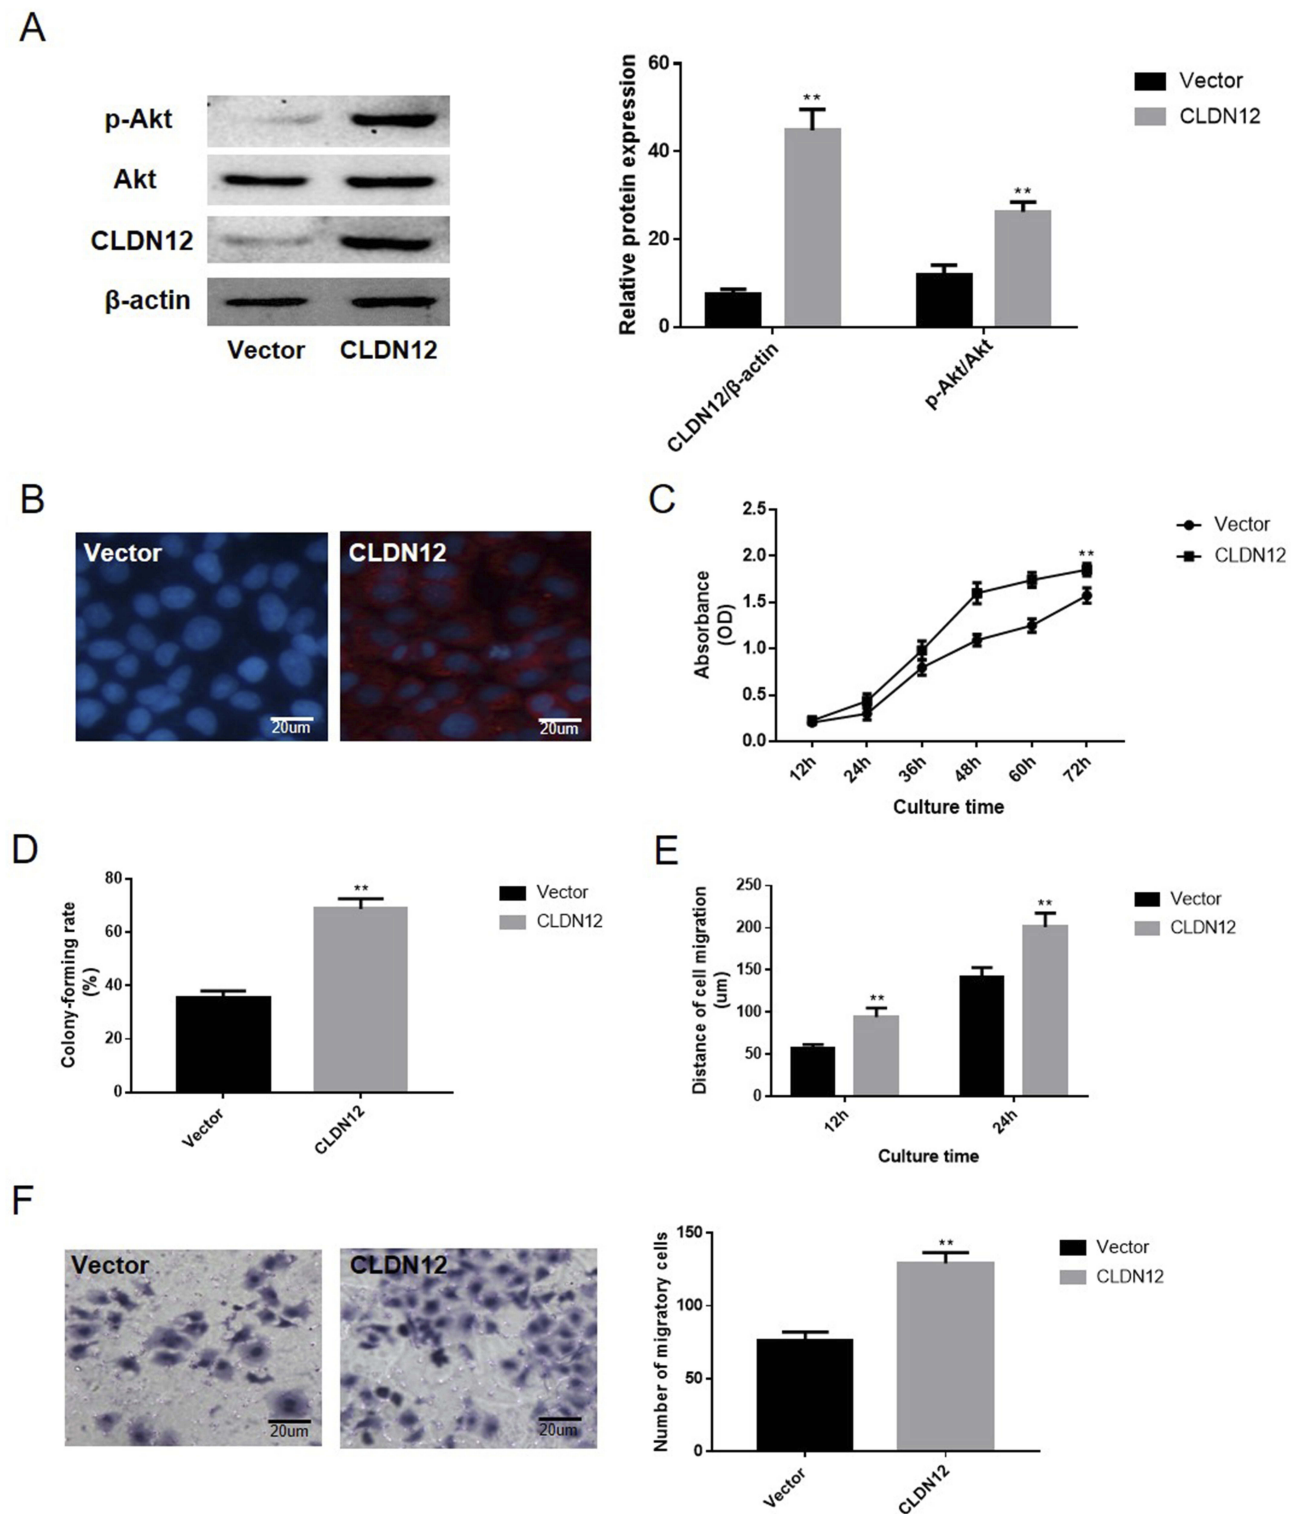 A
p-Akt
Akt
CLDN12
β-actin
Vector CLDN12
Relative protein expression
60
40
20
0
**
**
CLDN12/β-actin
p-Akt/Akt
Vector
CLDN12
B
Vector
20um
CLDN12
20um
C
Absorbance
(OD)
2.5
2.0
1.5
1.0
0.5
0.0
**
12h 24h 36h 48h 60h 72h
Culture time
Vector
CLDN12
D
Colony-forming rate
(%)
80
60
40
20
0
**
Vector
CLDN12
Vector
CLDN12
E
Distance of cell migration
(um)
250
200
150
100
50
0
**
**
12h
24h
Culture time
Vector
CLDN12
F
Vector
20um
CLDN12
20um
Number of migratory cells
150
100
50
0
**
Vector
CLDN12
Vector
CLDN12